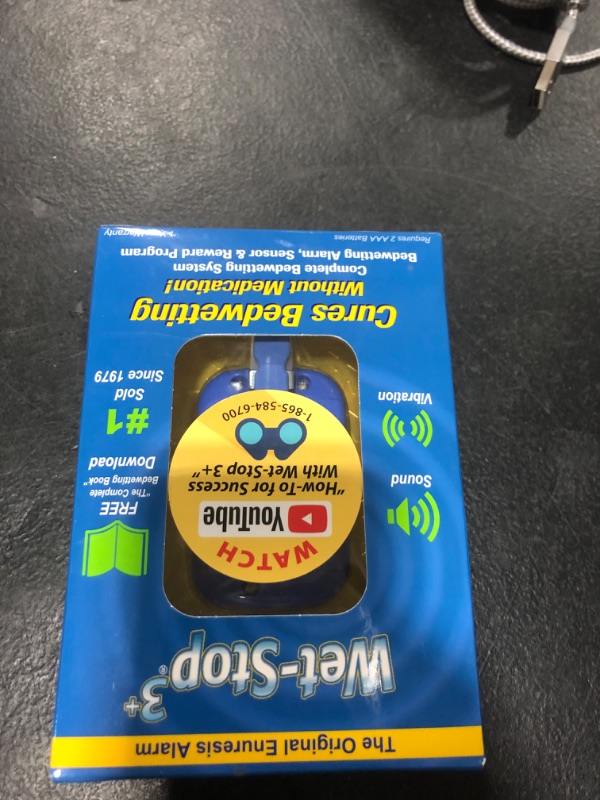 The Original Enuresis Alarm
Wet-Stop®3+
Sound
Vibration
WATCH
YouTube
"How-To for Success
With Wet-Stop 3+"
1-865-584-6700
FREE
"The Complete
Bedwetting Book"
Download
#1
Sold
Since 1979
Cures Bedwetting
Without Medication!
Complete Bedwetting System
Bedwetting Alarm, Sensor & Reward Program
Requires 2 AAA Batteries
Warranty